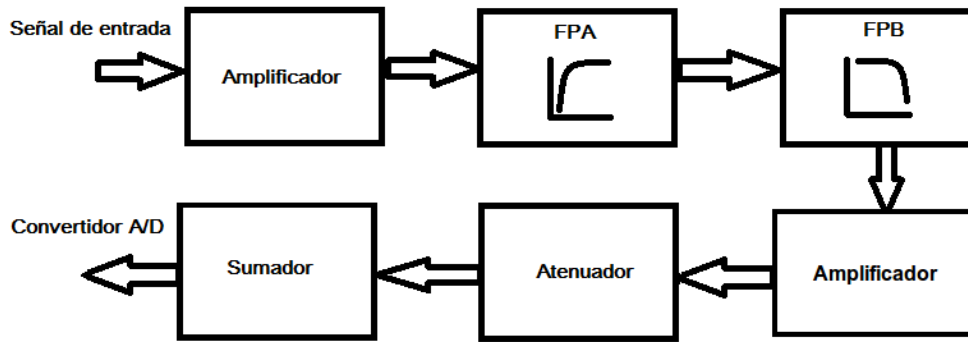 Señal de entrada
Amplificador
FPA
FPB
Amplificador
Atenuador
Sumador
Convertidor A/D